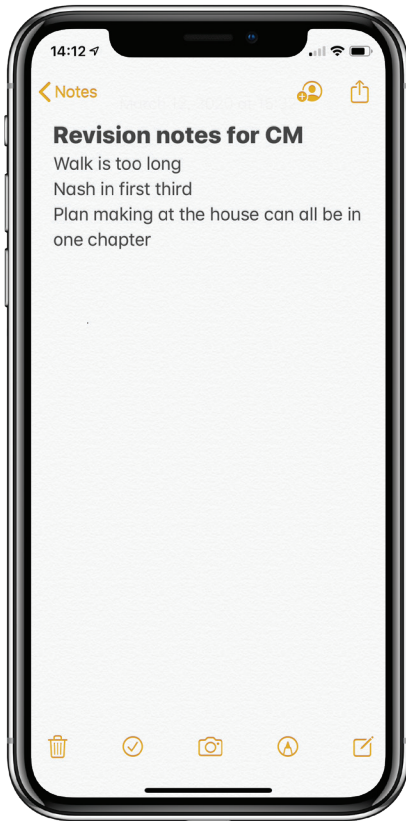 14:12
Notes
Revision notes for CM
Walk is too long
Nash in first third
Plan making at the house can all be in
one chapter